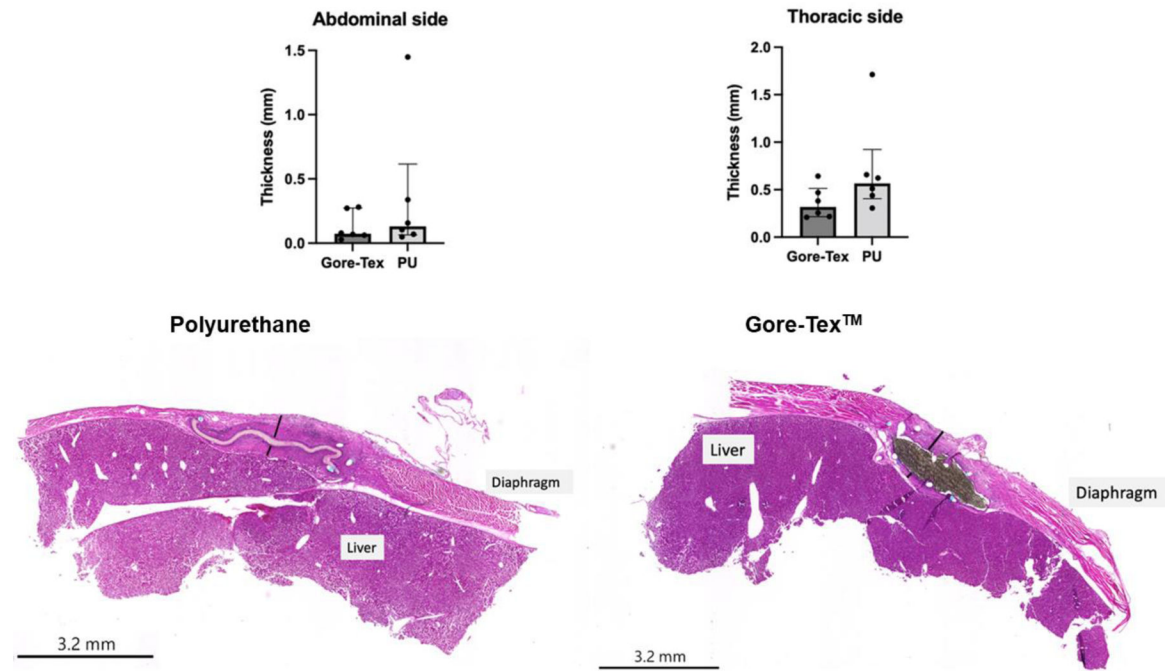 Abdominal side
Thickness (mm)
1.5
1.0
0.5
0.0
Gore-Tex PU
Thoracic side
Thickness (mm)
2.0
1.5
1.0
0.5
0.0
Gore-Tex PU
Polyurethane
Diaphragm
Liver
3.2 mm
Gore-Tex™
Liver
Diaphragm
3.2 mm